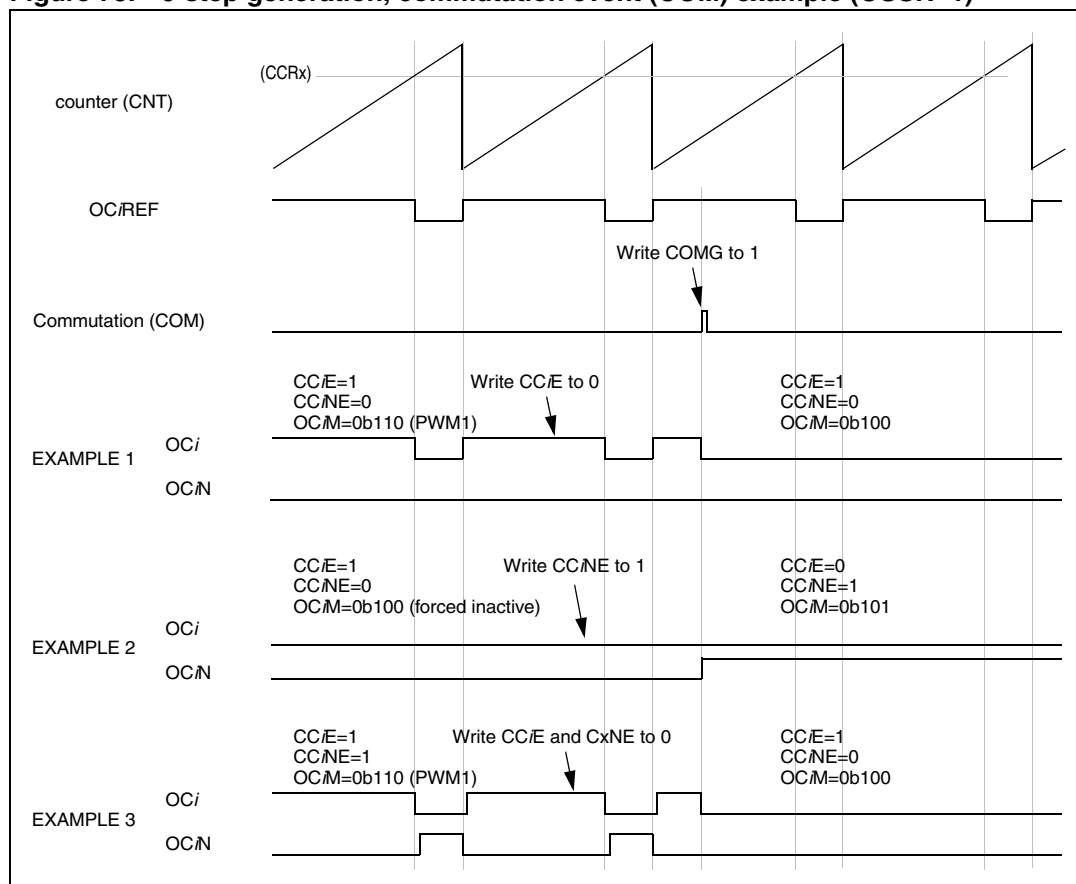 6-step generation, commutation event (COM) example (OSSR=1)
(CCRx)
counter (CNT)
OCiREF
Write COMG to 1
Commutation (COM)
CCiE=1
CCiNE=0
OCiM=0b110 (PWM1)
Write CCiE to 0
CCiE=1
CCiNE=0
OCiM=0b100
EXAMPLE 1
OCi
OCiN
CCiE=1
CCiNE=0
OCiM=0b100 (forced inactive)
Write CCiNE to 1
CCiE=0
CCiNE=1
OCiM=0b101
EXAMPLE 2
OCi
OCiN
CCiE=1
CCiNE=1
OCiM=0b110 (PWM1)
Write CCiE and CxNE to 0
CCiE=1
CCiNE=0
OCiM=0b100
EXAMPLE 3
OCi
OCiN